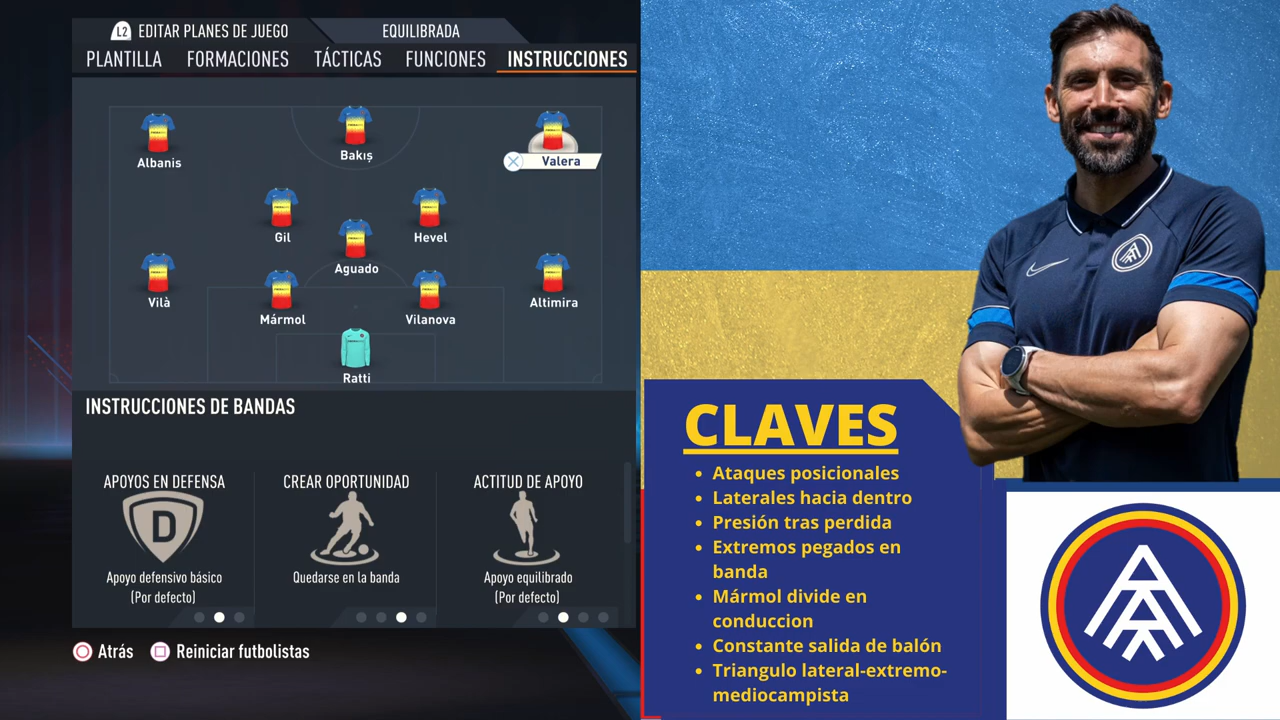 L2 EDITAR PLANES DE JUEGO
EQUILIBRADA
PLANTILLA FORMACIONES TÁCTICAS FUNCIONES INSTRUCCIONES
Albanis
Bakış
Valera
Gil
Hevel
Aguado
Vilà
Mármol
Vilanova
Altimira
Ratti
INSTRUCCIONES DE BANDAS
APOYOS EN DEFENSA
D
Apoyo defensivo básico
(Por defecto)
CREAR OPORTUNIDAD
Quedarse en la banda
ACTITUD DE APOYO
Apoyo equilibrado
(Por defecto)
Atrás
Reiniciar futbolistas
CLAVES
• Ataques posicionales
• Laterales hacia dentro
• Presión tras perdida
• Extremos pegados en
banda
• Mármol divide en
conduccion
• Constante salida de balón
• Triangulo lateral-extremo-
mediocampista